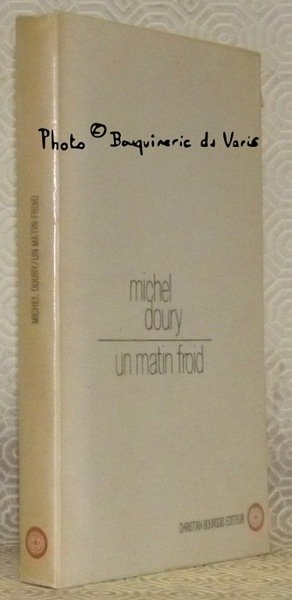 Photo © Bouquinerie du Varis
MICHEL DOURY/UN MATIN FROID
michel
doury
un matin froid
CHRISTIAN BOURGOIS EDITEUR